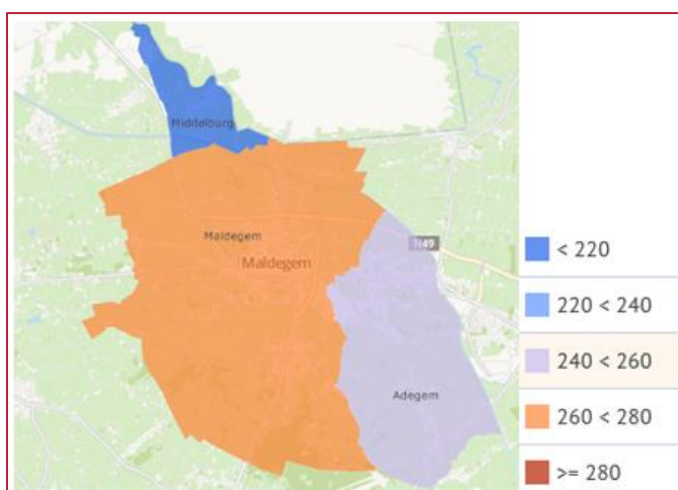 Middelburg
Maldegem
Maldegem
N49
Adegem
< 220
220 < 240
240 < 260
260 < 280
>= 280